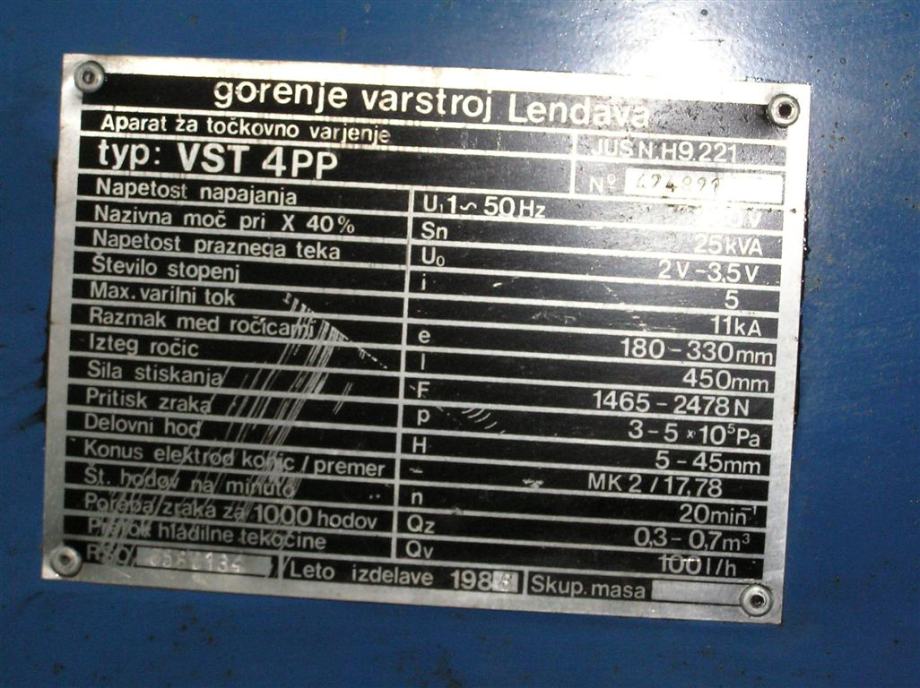 gorenje varstroj Lendava
Aparat za točkovno varjenje JUS N.H9.221
typ: VST 4PP Nº
Napetost napajanja U₁ 1~ 50 Hz V
Nazivna moč pri X 40% Sn 25kVA
Napetost praznega teka U₀ 2V-3,5V
Število stopenj i 5
Max. varilni tok 11kA
Razmak med ročicami e 180-330mm
Izteg ročic l 450mm
Sila stiskanja F 1465-2478N
Pritisk zraka p 3-5 x10⁵Pa
Delovni hod H 5-45mm
Konus elektrod konic / premer - MK2/17,78
Št. hodov na minuto n 20min⁻¹
Poraba zraka za 1000 hodov Qz 0,3-0,7m³
Pretok hladilne tekočine Qv 100l/h
Leto izdelave Skup. masa